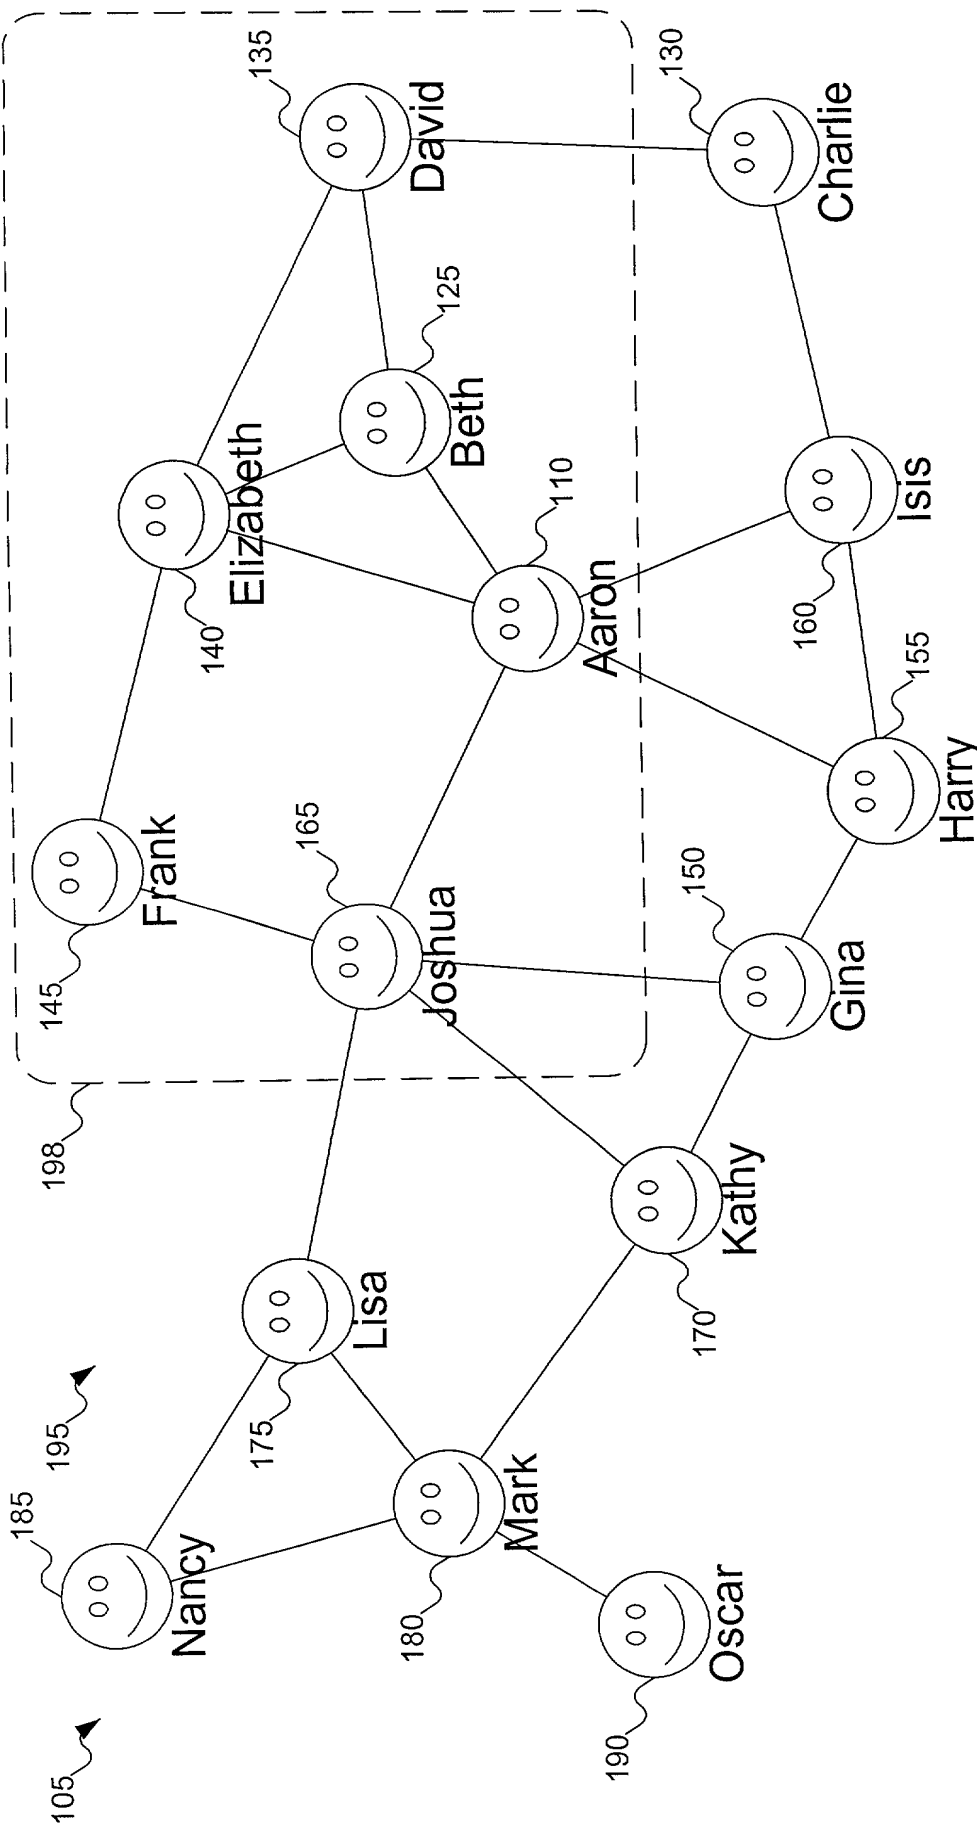 105
185
Nancy
195
175
Lisa
180
Mark
190
Oscar
198
145
Frank
165
Joshua
170
Kathy
150
Gina
140
Elizabeth
125
Beth
110
Aaron
155
Harry
160
Isis
135
David
130
Charlie